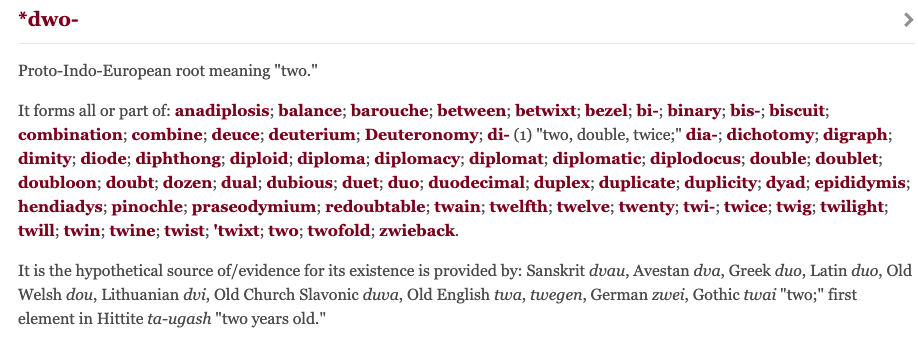 *dwo-
Proto-Indo-European root meaning "two."
It forms all or part of: anadiplosis; balance; barouche; between; betwixt; bezel; bi-; binary; bis-; biscuit;
combination; combine; deuce; deuterium; Deuteronomy; di- (1) "two, double, twice;" dia-; dichotomy; digraph;
dimity; diode; diphthong; diploid; diploma; diplomacy; diplomat; diplomatic; diplodocus; double; doublet;
doubloon; doubt; dozen; dual; dubious; duet; duo; duodecimal; duplex; duplicate; duplicity; dyad; epididymis;
hendiadys; pinochle; praseodymium; redoubtable; twain; twelfth; twelve; twenty; twi-; twice; twig; twilight;
twill; twin; twine; twist; 'twixt; two; twofold; zwieback.
It is the hypothetical source of/evidence for its existence is provided by: Sanskrit dvau, Avestan dva, Greek duo, Latin duo, Old
Welsh dou, Lithuanian dvi, Old Church Slavonic duva, Old English twa, twegen, German zwei, Gothic twai "two;" first
element in Hittite ta-ugash "two years old."